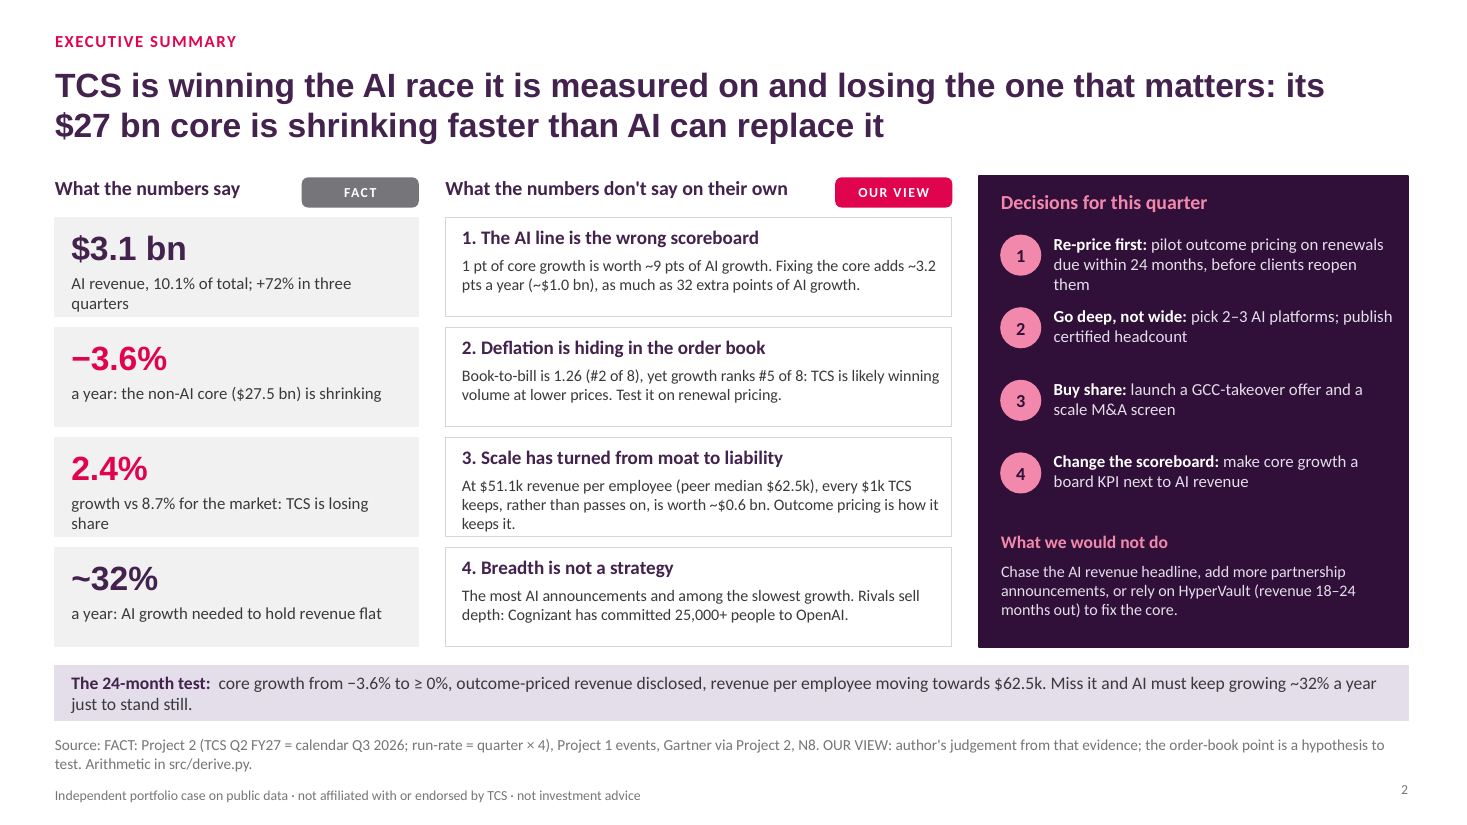 EXECUTIVE SUMMARY
TCS is winning the AI race it is measured on and losing the one that matters: its
$27 bn core is shrinking faster than AI can replace it
What the numbers say
FACT
$3.1 bn
AI revenue, 10.1% of total; +72% in three
quarters
−3.6%
a year: the non-AI core ($27.5 bn) is shrinking
2.4%
growth vs 8.7% for the market: TCS is losing
share
~32%
a year: AI growth needed to hold revenue flat
What the numbers don't say on their own
OUR VIEW
1. The AI line is the wrong scoreboard
1 pt of core growth is worth ~9 pts of AI growth. Fixing the core adds ~3.2
pts a year (~$1.0 bn), as much as 32 extra points of AI growth.
2. Deflation is hiding in the order book
Book-to-bill is 1.26 (#2 of 8), yet growth ranks #5 of 8: TCS is likely winning
volume at lower prices. Test it on renewal pricing.
3. Scale has turned from moat to liability
At $51.1k revenue per employee (peer median $62.5k), every $1k TCS
keeps, rather than passes on, is worth ~$0.6 bn. Outcome pricing is how it
keeps it.
4. Breadth is not a strategy
The most AI announcements and among the slowest growth. Rivals sell
depth: Cognizant has committed 25,000+ people to OpenAI.
Decisions for this quarter
1
Re-price first: pilot outcome pricing on renewals
due within 24 months, before clients reopen
them
2
Go deep, not wide: pick 2–3 AI platforms; publish
certified headcount
3
Buy share: launch a GCC-takeover offer and a
scale M&A screen
4
Change the scoreboard: make core growth a
board KPI next to AI revenue
What we would not do
Chase the AI revenue headline, add more partnership
announcements, or rely on HyperVault (revenue 18–24
months out) to fix the core.
The 24-month test: core growth from −3.6% to ≥ 0%, outcome-priced revenue disclosed, revenue per employee moving towards $62.5k. Miss it and AI must keep growing ~32% a year
just to stand still.
Source: FACT: Project 2 (TCS Q2 FY27 = calendar Q3 2026; run-rate = quarter × 4), Project 1 events, Gartner via Project 2, N8. OUR VIEW: author's judgement from that evidence; the order-book point is a hypothesis to
test. Arithmetic in src/derive.py.
Independent portfolio case on public data · not affiliated with or endorsed by TCS · not investment advice
2